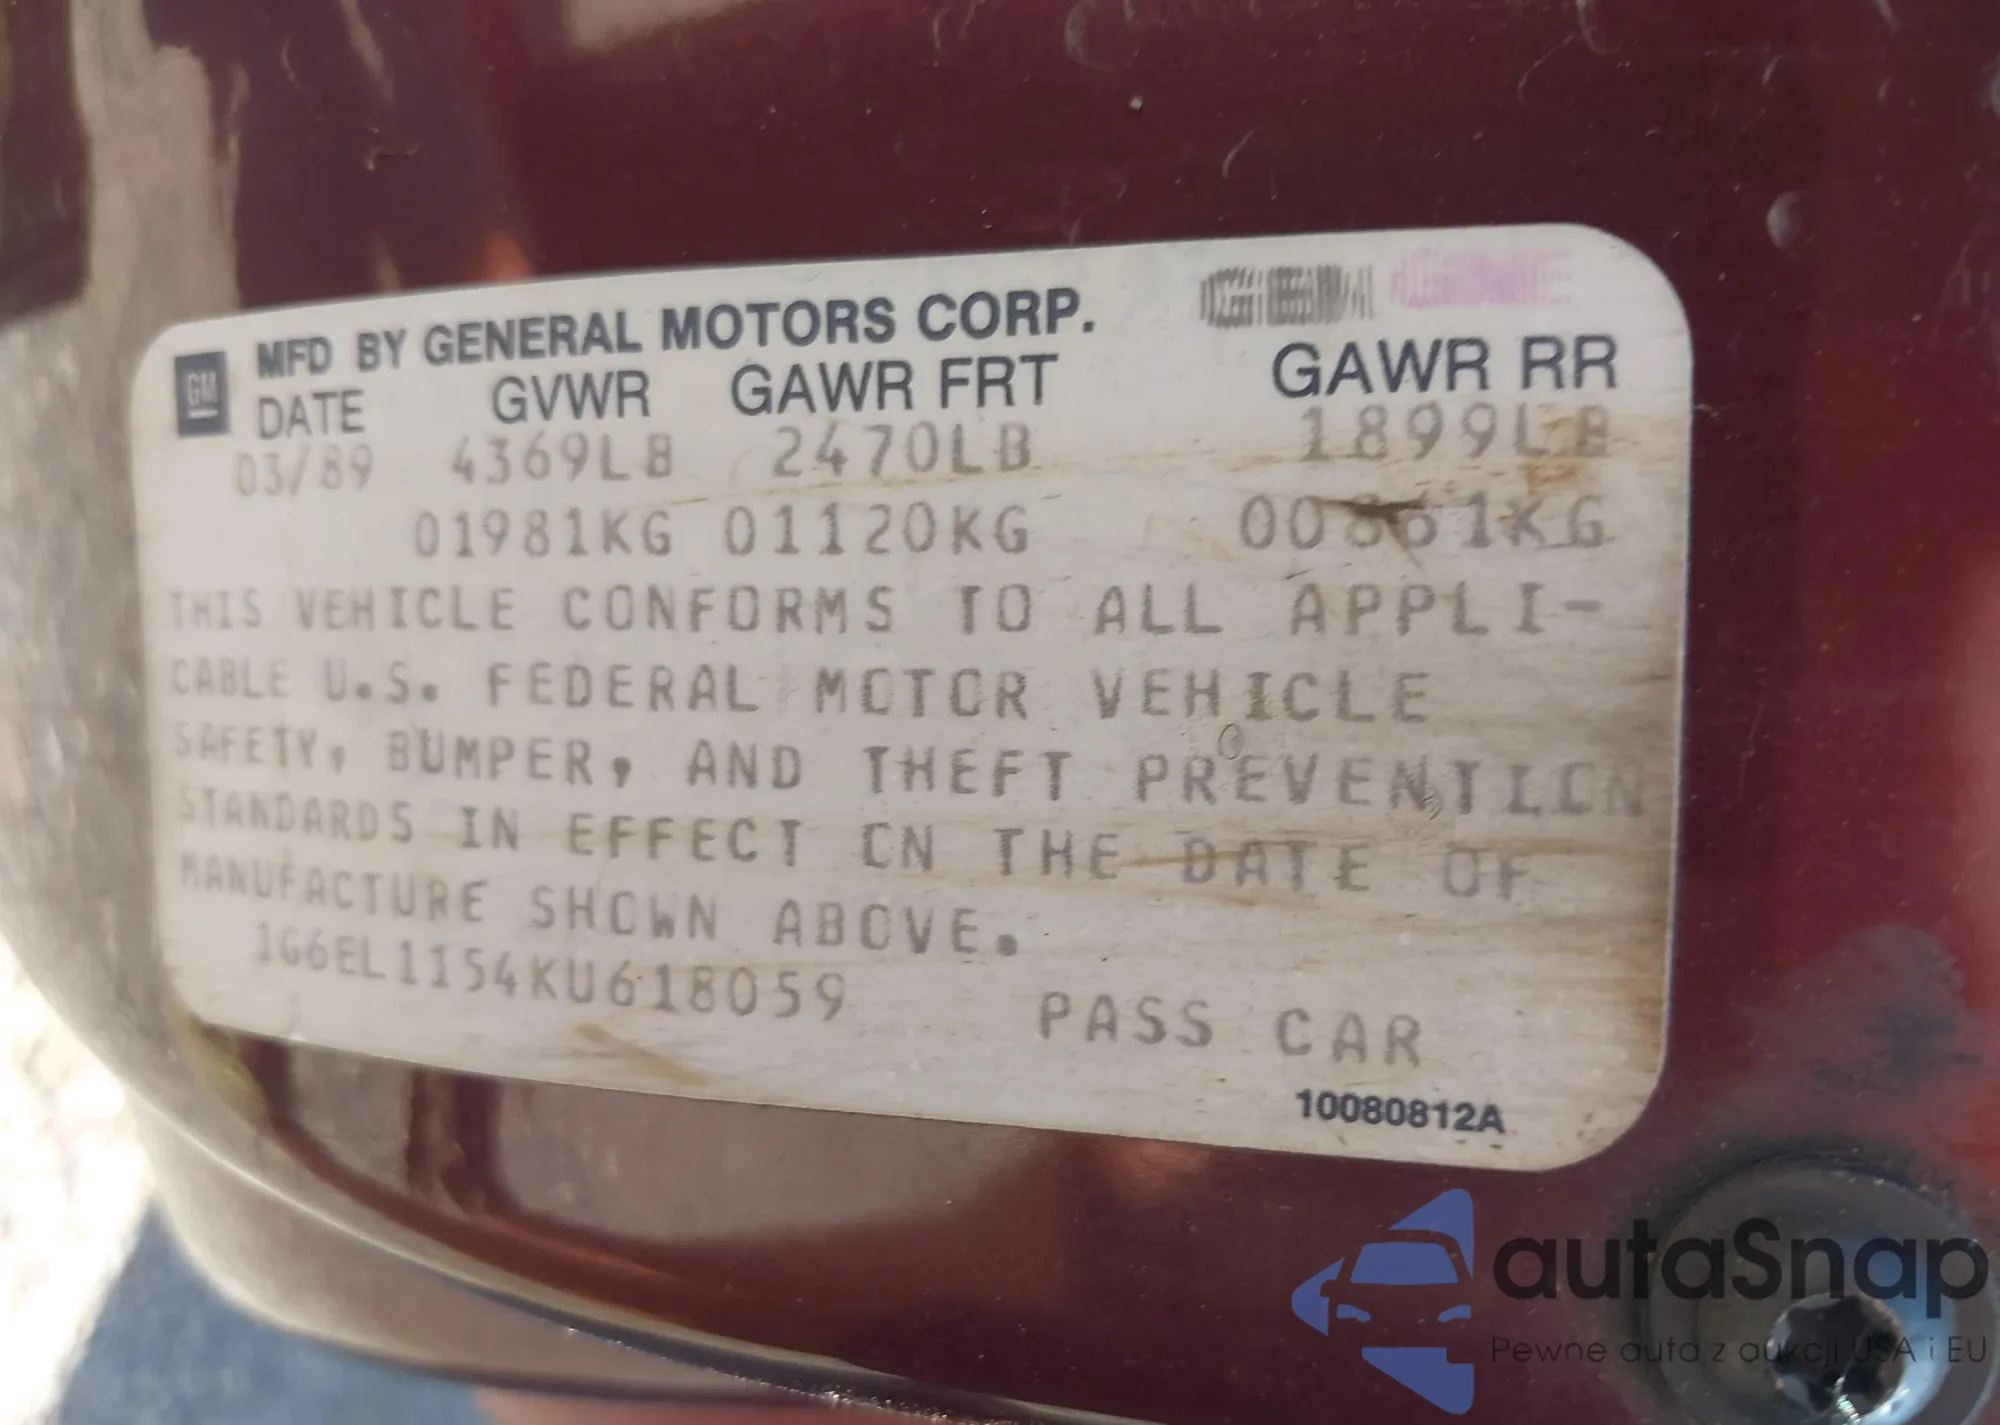 GM
MFD BY GENERAL MOTORS CORP.
DATE GVWR GAWR FRT GAWR RR
03/89 4369LB 2470LB 1899LB
01981KG 01120KG 00861KG
THIS VEHICLE CONFORMS TO ALL APPLI-
CABLE U.S. FEDERAL MOTOR VEHICLE
SAFETY, BUMPER, AND THEFT PREVENTION
STANDARDS IN EFFECT ON THE DATE OF
MANUFACTURE SHOWN ABOVE.
1G6EL1154KU618059 PASS CAR
10080812A
autaSnap
Pewne auta z aukcji USA i EU